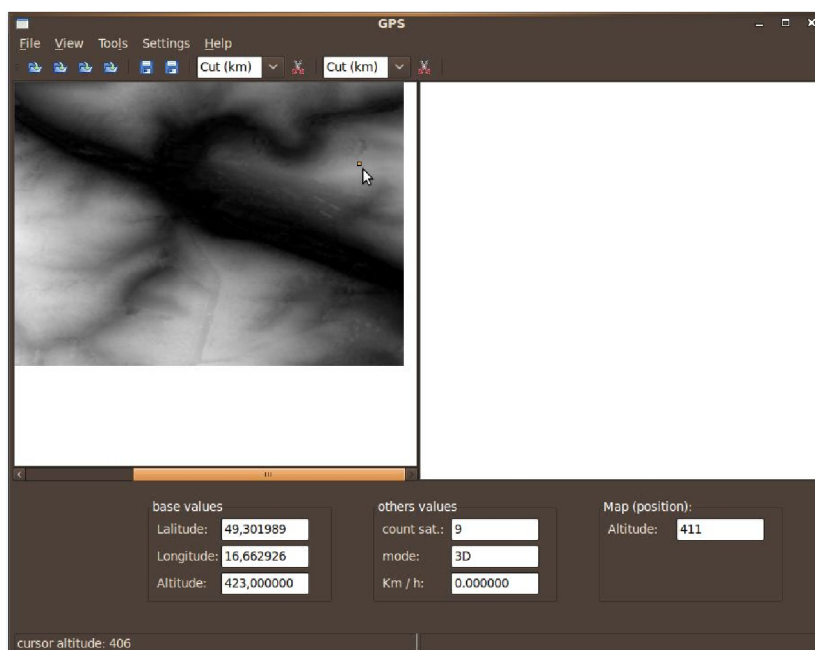 GPS
File View Tools Settings Help
Cut (km) Cut (km)
base values others values Map (position):
Lalitude: 49,301989 count sat.: 9 Altitude: 411
Longitude: 16,662926 mode: 3D
Altitude: 423,000000 Km / h: 0.000000
cursor altitude: 406